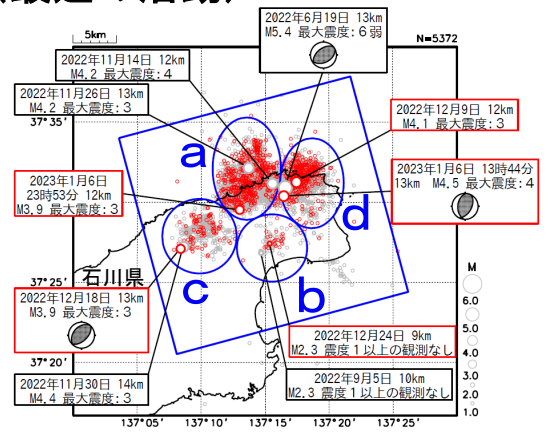 5km
N=5372
2022年6月19日 13km
M5.4 最大震度:6弱
2022年11月14日 12km
M4.2 最大震度:4
2022年11月26日 13km
M4.2 最大震度:3
2022年12月9日 12km
M4.1 最大震度:3
2023年1月6日 13時44分
13km M4.5 最大震度:4
2023年1月6日
23時53分 12km
M3.9 最大震度:3
2022年12月18日 13km
M3.9 最大震度:3
2022年11月30日 14km
M4.4 最大震度:3
2022年12月24日 9km
M2.3 震度1以上の観測なし
2022年9月5日 10km
M2.3 震度1以上の観測なし
a
b
c
d
石川県
37°35′
37°25′
37°20′
137°05′
137°10′
137°15′
137°20′
137°25′
M
6.0
5.0
4.0
3.0
2.0
1.0